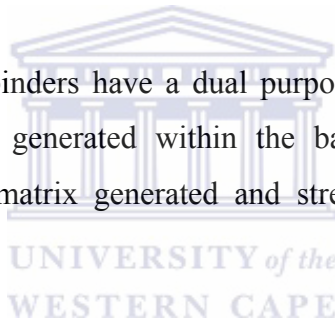 inders have a dual purpo
generated within the ba
matrix generated and stre
UNIVERSITY of the
WESTERN CAPE